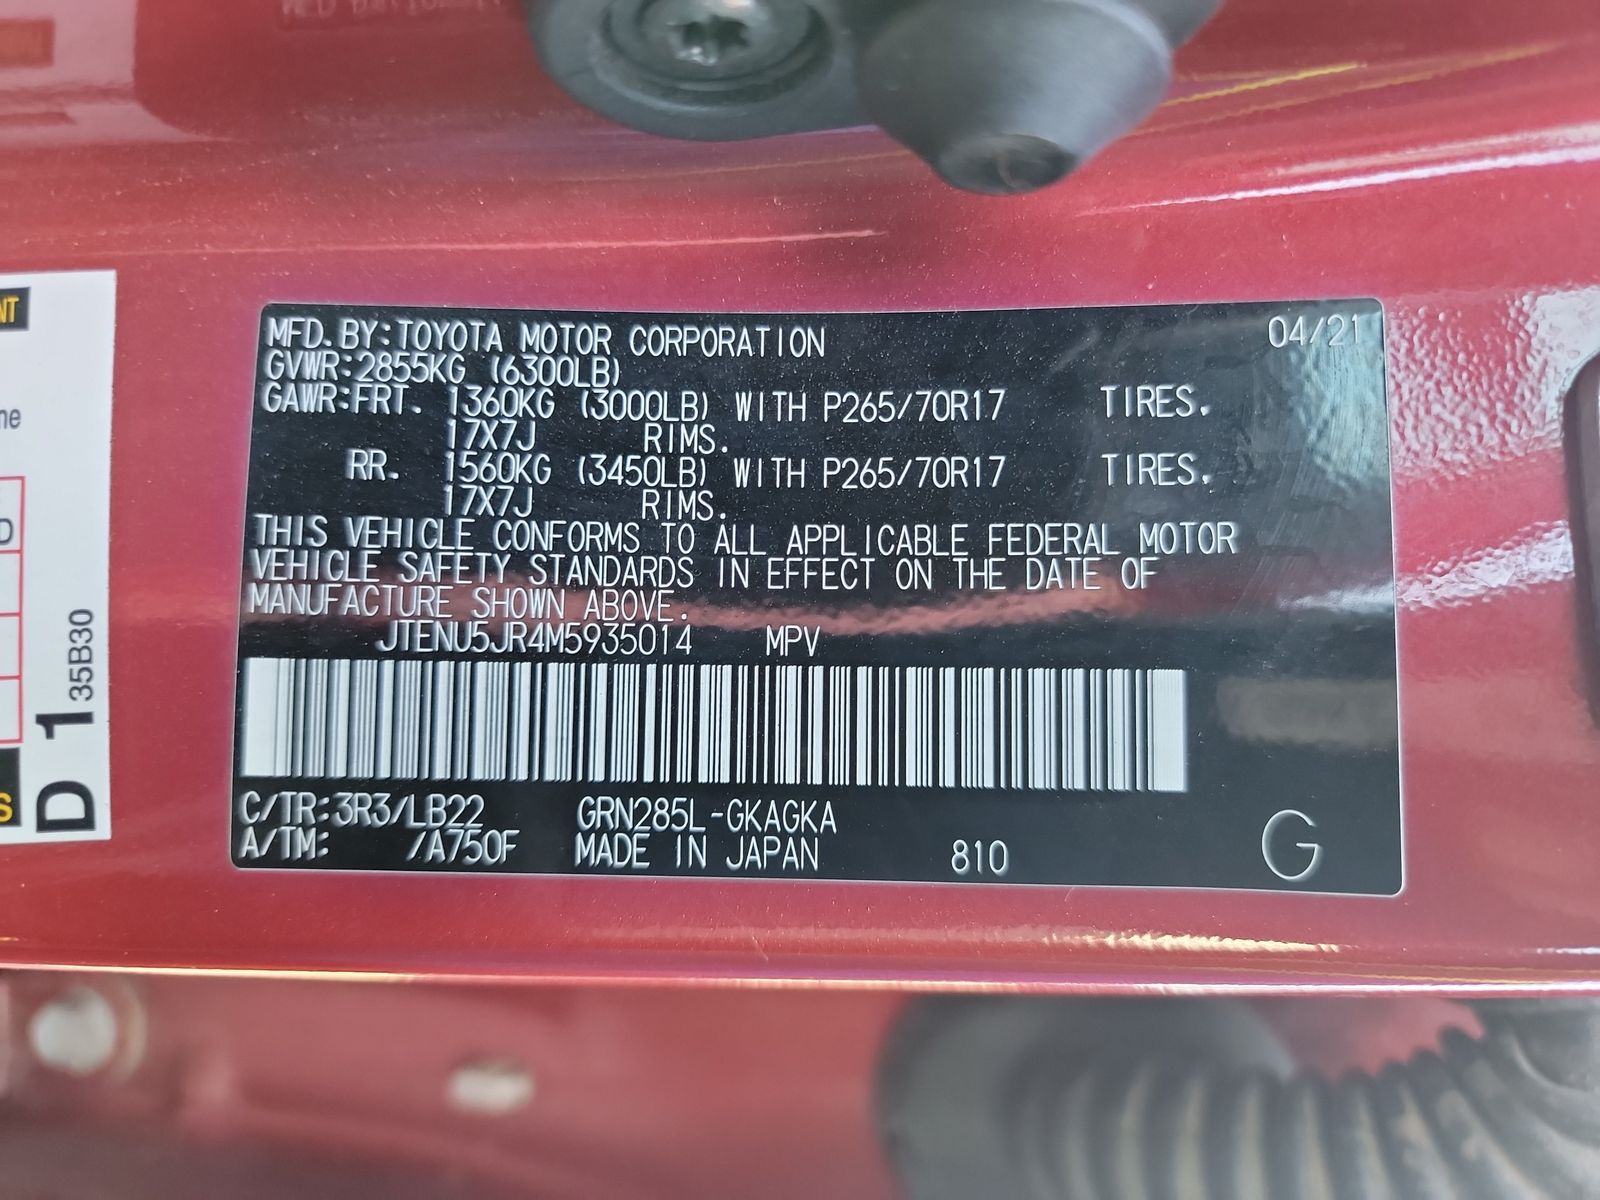 MFD.BY:TOYOTA MOTOR CORPORATION 04/21
GVWR:2855KG (6300LB)
GAWR:FRT. 1360KG (3000LB) WITH P265/70R17 TIRES.
17X7J RIMS.
RR. 1560KG (3450LB) WITH P265/70R17 TIRES.
17X7J RIMS.
THIS VEHICLE CONFORMS TO ALL APPLICABLE FEDERAL MOTOR
VEHICLE SAFETY STANDARDS IN EFFECT ON THE DATE OF
MANUFACTURE SHOWN ABOVE.
JTENU5JR4M5935014 MPV
C/TR:3R3/LB22 GRN285L-GKAGKA
A/TM: /A750F MADE IN JAPAN 810 G
D 1 35B30